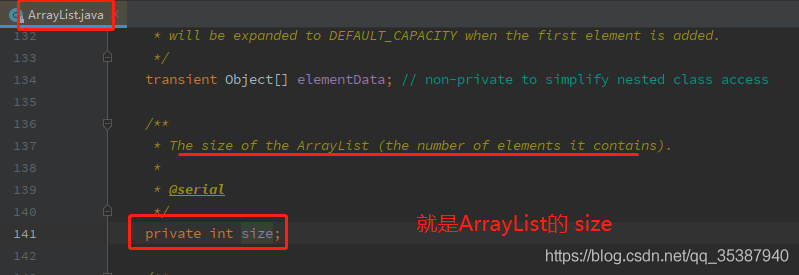 ArrayList.java
132 * will be expanded to DEFAULT_CAPACITY when the first element is added.
133 */
134 transient Object[] elementData; // non-private to simplify nested class access
135
136 /**
137 * The size of the ArrayList (the number of elements it contains).
138 *
139 * @serial
140 */
141 private int size;
就是ArrayList的 size
142
https://blog.csdn.net/qq_35387940